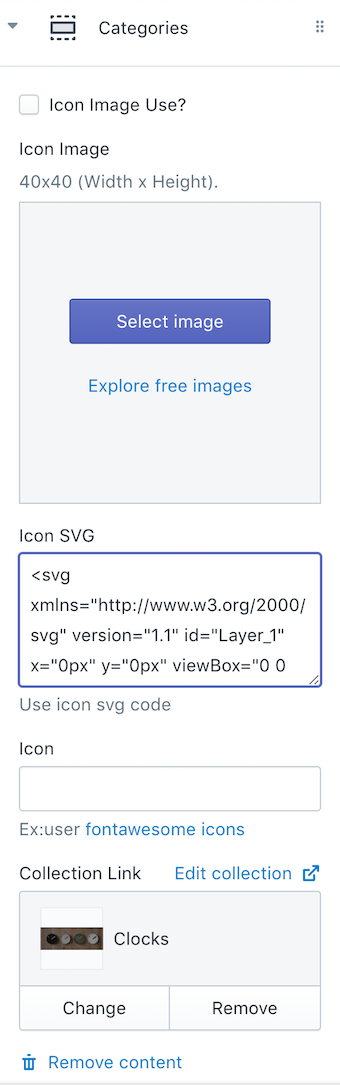 Categories
Icon Image Use?
Icon Image
40x40 (Width x Height).
Select image
Explore free images
Icon SVG
<svg
xmlns="http://www.w3.org/2000/
svg" version="1.1" id="Layer_1"
x="0px" y="0px" viewBox="0 0
Use icon svg code
Icon
Ex:user fontawesome icons
Collection Link Edit collection
Clocks
Change Remove
Remove content